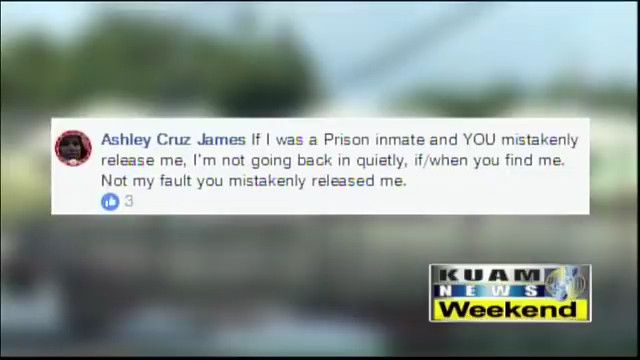 Ashley Cruz James If I was a Prison inmate and YOU mistakenly
release me, I'm not going back in quietly, if/when you find me.
Not my fault you mistakenly released me.
3
KUAM
NEWS
Weekend